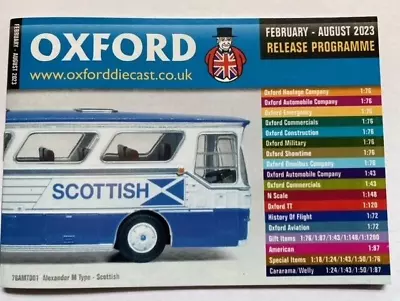 FEBRUARY - AUGUST 2023
OXFORD
www.oxforddiecast.co.uk
FEBRUARY - AUGUST 2023
RELEASE PROGRAMME
Oxford Haulage Company 1:76
Oxford Automobile Company 1:76
Oxford Emergency 1:76
Oxford Commercials 1:76
Oxford Construction 1:76
Oxford Military 1:76
Oxford Showtime 1:76
Oxford Omnibus Company 1:76
Oxford Automobile Company 1:43
Oxford Commercials 1:43
N Scale 1:148
Oxford TT 1:120
History Of Flight 1:72
Oxford Aviation 1:72
Gift Items 1:76/1:87/1:43/1:148/1:1200
American 1:87
Special Items 1:18/1:24/1:43/1:50/1:76
Cararama/Welly 1:24/1:43/1:50/1:87
SCOTTISH
76AMT001 Alexander M Type - Scottish